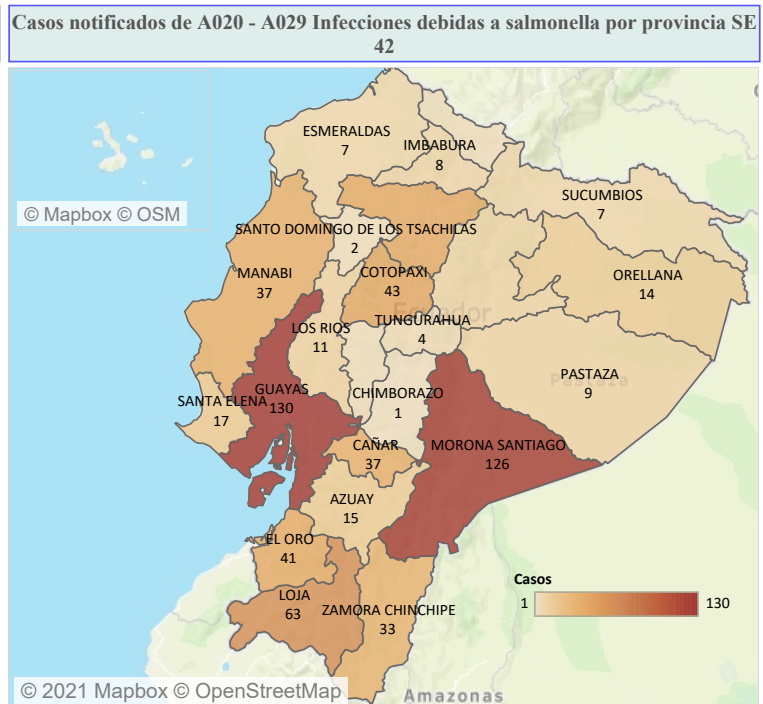 Casos notificados de A020 - A029 Infecciones debidas a salmonella por provincia SE
42
ESMERALDAS
7
IMBABURA
8
SUCUMBIOS
7
© Mapbox © OSM
SANTO DOMINGO DE LOS TSACHILAS
2
MANABI
37
COTOPAXI
43
ORELLANA
14
Ecuador
TUNGURAHUA
4
LOS RIOS
11
PASTAZA
9
Pastaza
GUAYAS
130
SANTA ELENA
17
CHIMBORAZO
1
CAÑAR
37
MORONA SANTIAGO
126
AZUAY
15
EL ORO
41
Casos
1
130
LOJA
63
ZAMORA CHINCHIPE
33
© 2021 Mapbox © OpenStreetMap
Amazonas